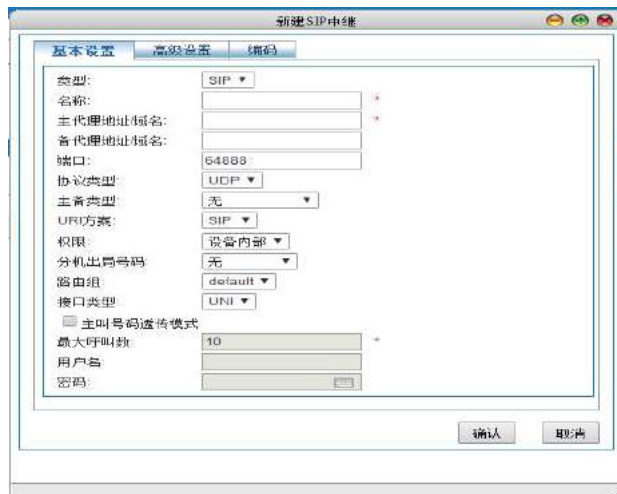 新建SIP中继
基本设置 高级设置 编码
类型: SIP
名称: *
主代理地址/域名: *
备代理地址/域名:
端口: 64888
协议类型: UDP
主备类型: 无
URI方案: SIP
权限: 设备内部
分机出局号码: 无
路由组: default
接口类型 UNI
主叫号码透传模式
最大呼叫数 10 *
用户名
密码:
确认 取消